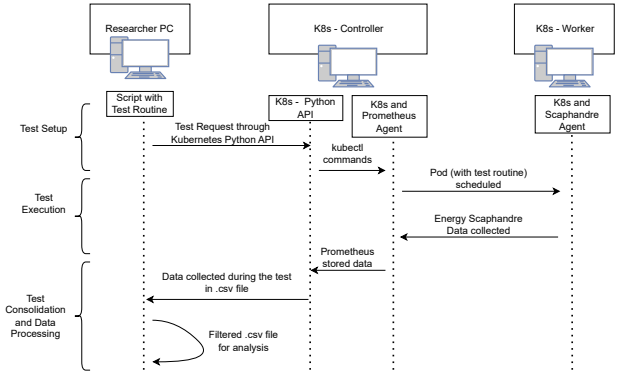 Researcher PC
K8s - Controller
K8s - Worker
Script with
Test Routine
K8s - Python
API
K8s and
Prometheus
Agent
K8s and
Scaphandre
Agent
Test Setup
Test Request through
Kubernetes Python API
kubectl
commands
Test
Execution
Pod (with test routine)
scheduled
Energy Scaphandre
Data collected
Prometheus
stored data
Data collected during the test
in .csv file
Test
Consolidation
and Data
Processing
Filtered .csv file
for analysis